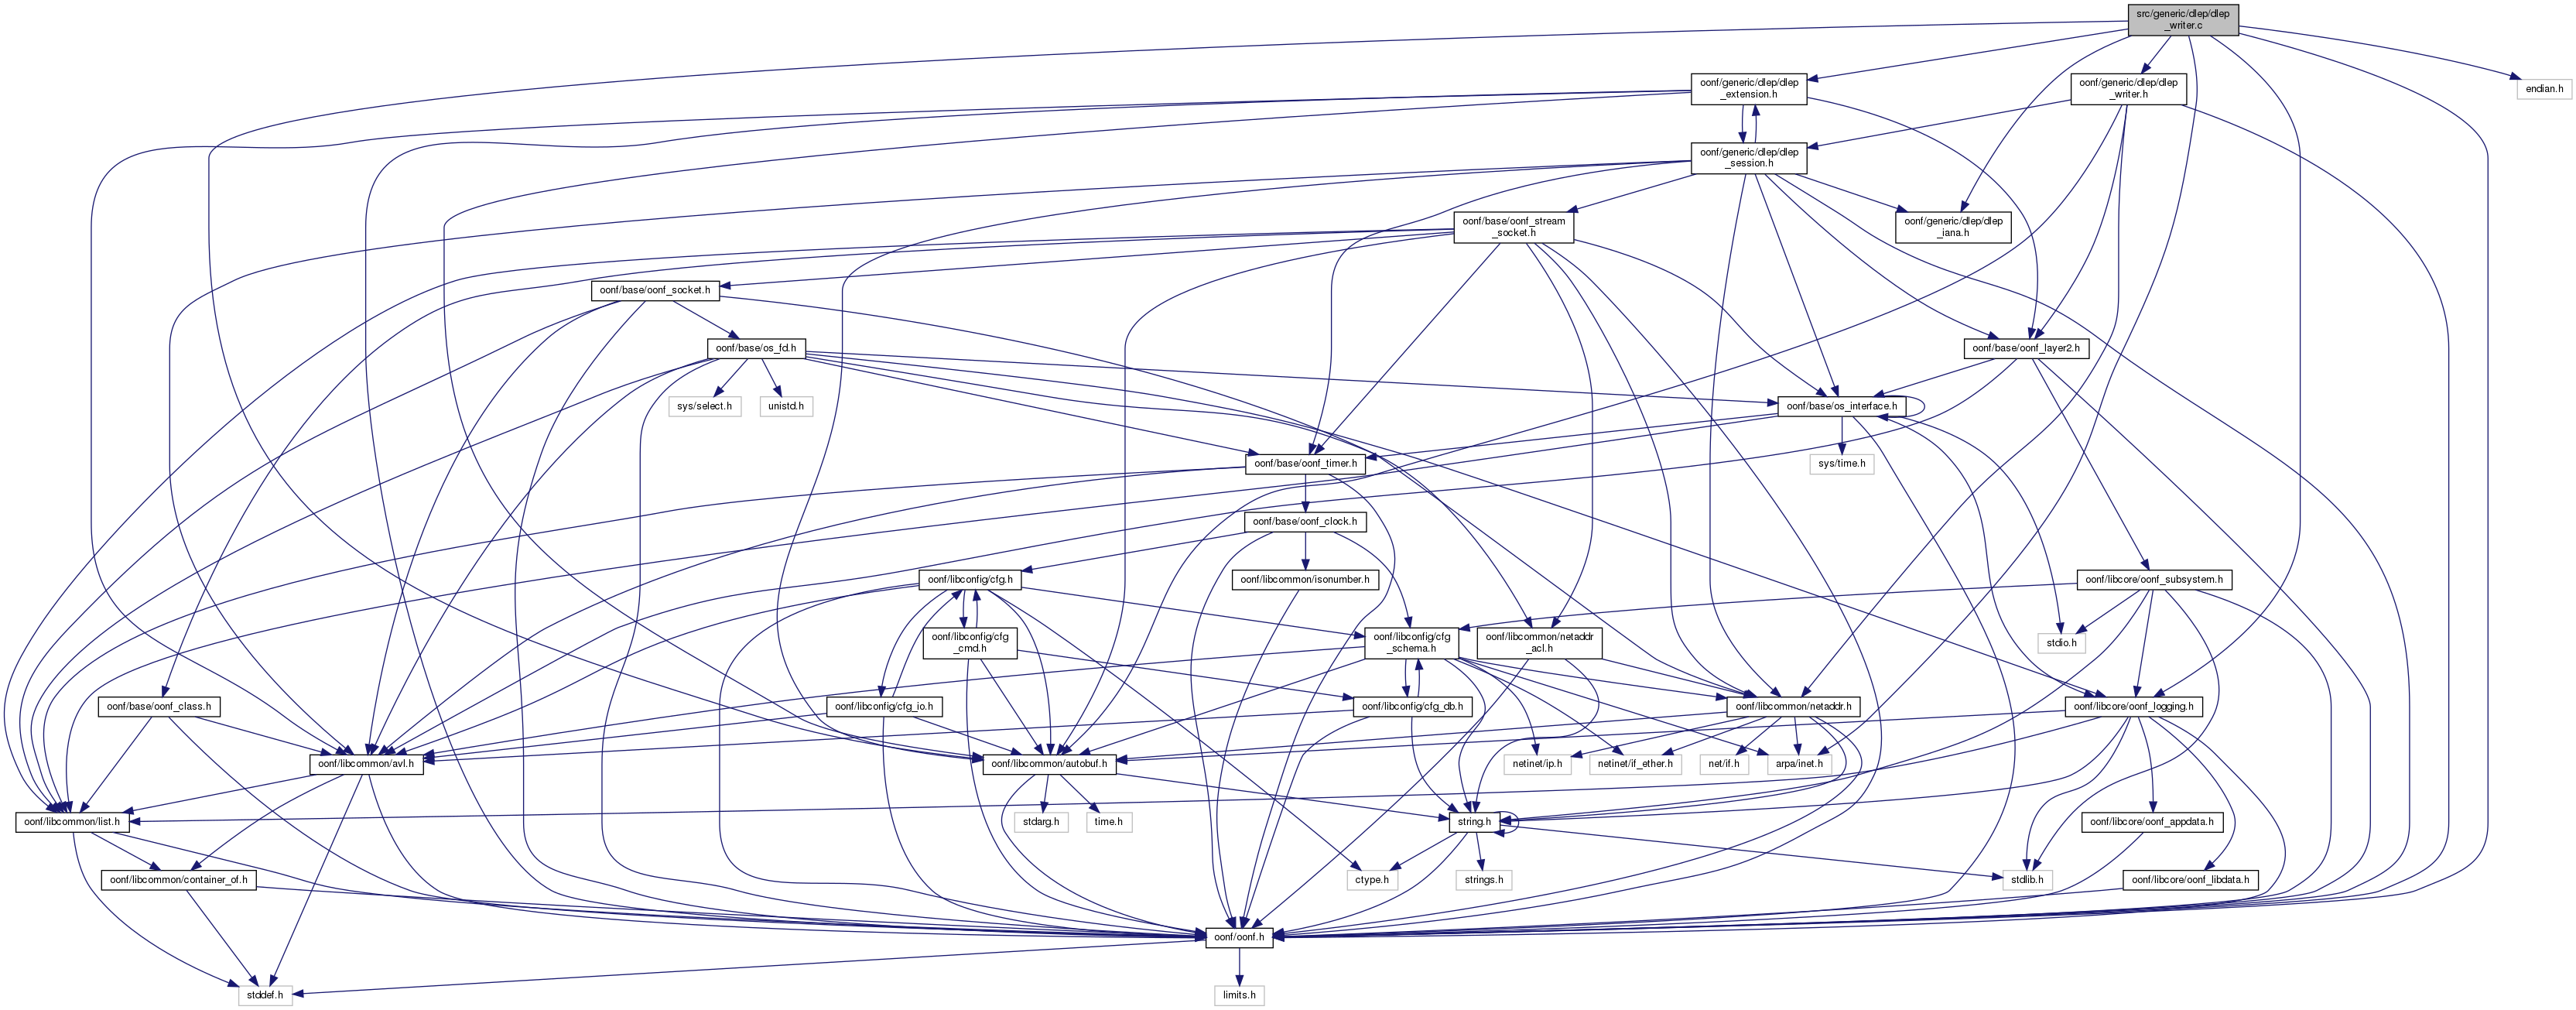 src/generic/dlep/dlep
_writer.c
oonf/generic/dlep/dlep
_extension.h
oonf/generic/dlep/dlep
_writer.h
endian.h
oonf/generic/dlep/dlep
_session.h
oonf/base/oonf_stream
_socket.h
oonf/generic/dlep/dlep
_iana.h
oonf/base/oonf_socket.h
oonf/base/os_fd.h
oonf/base/oonf_layer2.h
sys/select.h
unistd.h
oonf/base/os_interface.h
oonf/base/oonf_timer.h
sys/time.h
oonf/base/oonf_clock.h
oonf/libconfig/cfg.h
oonf/libcommon/isonumber.h
oonf/libcore/oonf_subsystem.h
oonf/libconfig/cfg
_cmd.h
oonf/libconfig/cfg
_schema.h
oonf/libcommon/netaddr
_acl.h
stdio.h
oonf/base/oonf_class.h
oonf/libconfig/cfg_io.h
oonf/libconfig/cfg_db.h
oonf/libcommon/netaddr.h
oonf/libcore/oonf_logging.h
oonf/libcommon/avl.h
oonf/libcommon/autobuf.h
netinet/ip.h
netinet/if_ether.h
net/if.h
arpa/inet.h
oonf/libcommon/list.h
stdarg.h
time.h
string.h
oonf/libcore/oonf_appdata.h
oonf/libcommon/container_of.h
ctype.h
strings.h
stdlib.h
oonf/libcore/oonf_libdata.h
oonf/oonf.h
stddef.h
limits.h